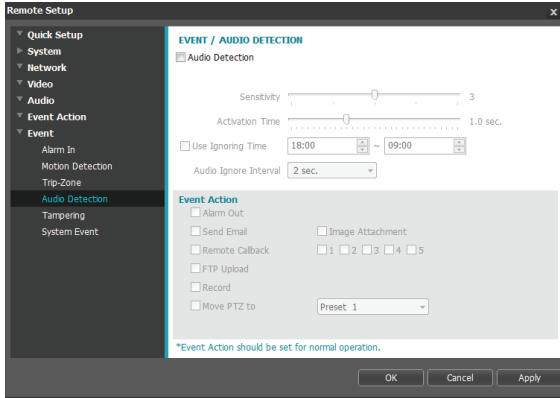 Remote Setup
x
Quick Setup
System
Network
Video
Audio
Event Action
Event
Alarm In
Motion Detection
Trip-Zone
Audio Detection
Tampering
System Event
EVENT / AUDIO DETECTION
Audio Detection
Sensitivity 3
Activation Time 1.0 sec.
Use Ignoring Time 18:00 ~ 09:00
Audio Ignore Interval 2 sec.
Event Action
Alarm Out
Send Email Image Attachment
Remote Callback 1 2 3 4 5
FTP Upload
Record
Move PTZ to Preset 1
*Event Action should be set for normal operation.
OK Cancel Apply